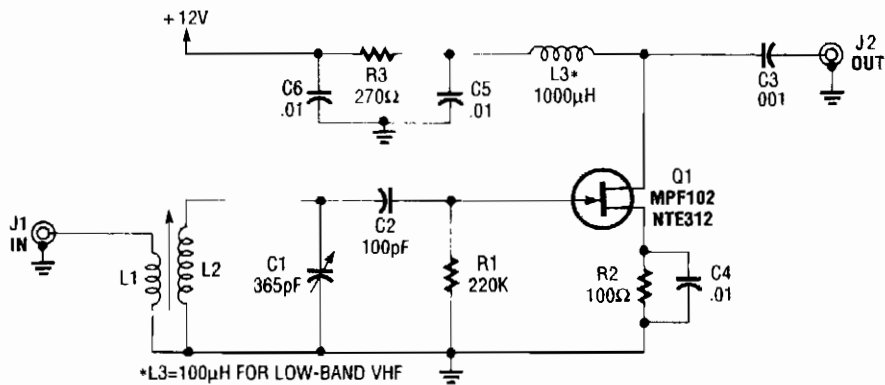 + 12V
J2
OUT
R3
270Ω
C6
.01
C5
.01
L3*
1000µH
C3
001
Q1
MPF102
NTE312
J1
IN
L1
L2
C1
365pF
C2
100pF
R1
220K
R2
100Ω
C4
.01
*L3=100µH FOR LOW-BAND VHF